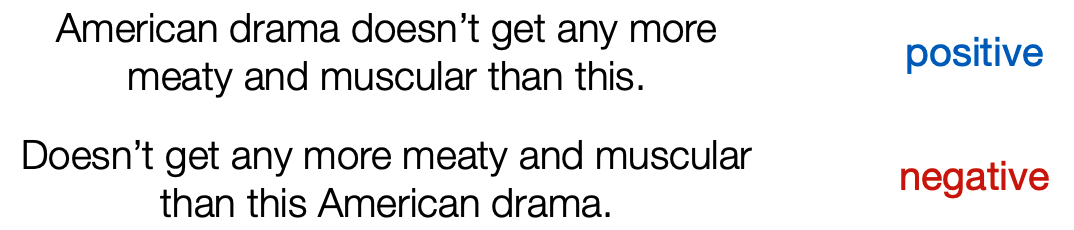 American drama doesn’t get any more
meaty and muscular than this.
positive
Doesn’t get any more meaty and muscular
than this American drama.
negative